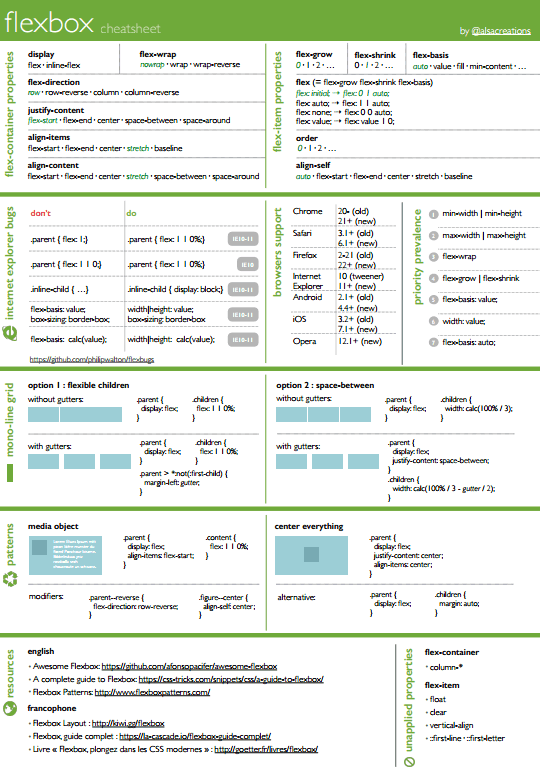 flexbox cheatsheet
by @alsacreations
flex-container properties
display
flex · inline-flex
flex-wrap
nowrap · wrap · wrap-reverse
flex-direction
row · row-reverse · column · column-reverse
justify-content
flex-start · flex-end · center · space-between · space-around
align-items
flex-start · flex-end · center · stretch · baseline
align-content
flex-start · flex-end · center · stretch · space-between · space-around
flex-item properties
flex-grow
0 · 1 · 2 · …
flex-shrink
0 · 1 · 2 · …
flex-basis
auto · value · fill · min-content · …
flex (= flex-grow flex-shrink flex-basis)
flex: initial; → flex: 0 1 auto;
flex: auto; → flex: 1 1 auto;
flex: none; → flex: 0 0 auto;
flex: value; → flex: value 1 0;
order
0 · 1 · 2 · …
align-self
auto · flex-start · flex-end · center · stretch · baseline
internet explorer bugs
don't
do
.parent { flex: 1;}
.parent { flex: 1 1 0%;}
IE10-11
.parent { flex: 1 1 0;}
.parent { flex: 1 1 0%;}
IE10
.inline-child { …}
.inline-child { display: block;}
IE10-11
flex-basis: value;
box-sizing: border-box;
width|height: value;
box-sizing: border-box
IE10-11
flex-basis: calc(value);
width|height: calc(value);
IE10-11
https://github.com/philipwalton/flexbugs
browsers support
Chrome
20+ (old)
21+ (new)
Safari
3.1+ (old)
6.1+ (new)
Firefox
2-21 (old)
22+ (new)
Internet
Explorer
10 (tweener)
11+ (new)
Android
2.1+ (old)
4.4+ (new)
iOS
3.2+ (old)
7.1+ (new)
Opera
12.1+ (new)
priority prevalence
1 min-width | min-height
2 max-width | max-height
3 flex-wrap
4 flex-grow | flex-shrink
5 flex-basis: value;
6 width: value;
7 flex-basis: auto;
mono-line grid
option 1 : flexible children
without gutters:
.parent {
display: flex;
}
.children {
flex: 1 1 0%;
}
with gutters:
.parent {
display: flex;
}
.children {
flex: 1 1 0%;
}
.parent > *:not(:first-child) {
margin-left: gutter;
}
option 2 : space-between
without gutters:
.parent {
display: flex;
}
.children {
width: calc(100% / 3);
}
with gutters:
.parent {
display: flex;
justify-content: space-between;
}
.children {
width: calc(100% / 3 - gutter / 2);
}
patterns
media object
.parent {
display: flex;
align-items: flex-start;
}
.content {
flex: 1 1 0%;
}
modifiers:
.parent--reverse {
flex-direction: row-reverse;
}
.figure--center {
align-self: center;
}
center everything
.parent {
display: flex;
justify-content: center;
align-items: center;
}
alternative:
.parent {
display: flex;
}
.children {
margin: auto;
}
resources
english
• Awesome Flexbox: https://github.com/afonsopacifer/awesome-flexbox
• A complete guide to Flexbox: https://css-tricks.com/snippets/css/a-guide-to-flexbox/
• Flexbox Patterns: http://www.flexboxpatterns.com/
francophone
• Flexbox Layout : http://kiwi.gg/flexbox
• Flexbox, guide complet : https://la-cascade.io/flexbox-guide-complet/
• Livre « Flexbox, plongez dans les CSS modernes » : http://goetter.fr/livres/flexbox/
unapplied properties
flex-container
• column-*
flex-item
• float
• clear
• vertical-align
• ::first-line · ::first-letter